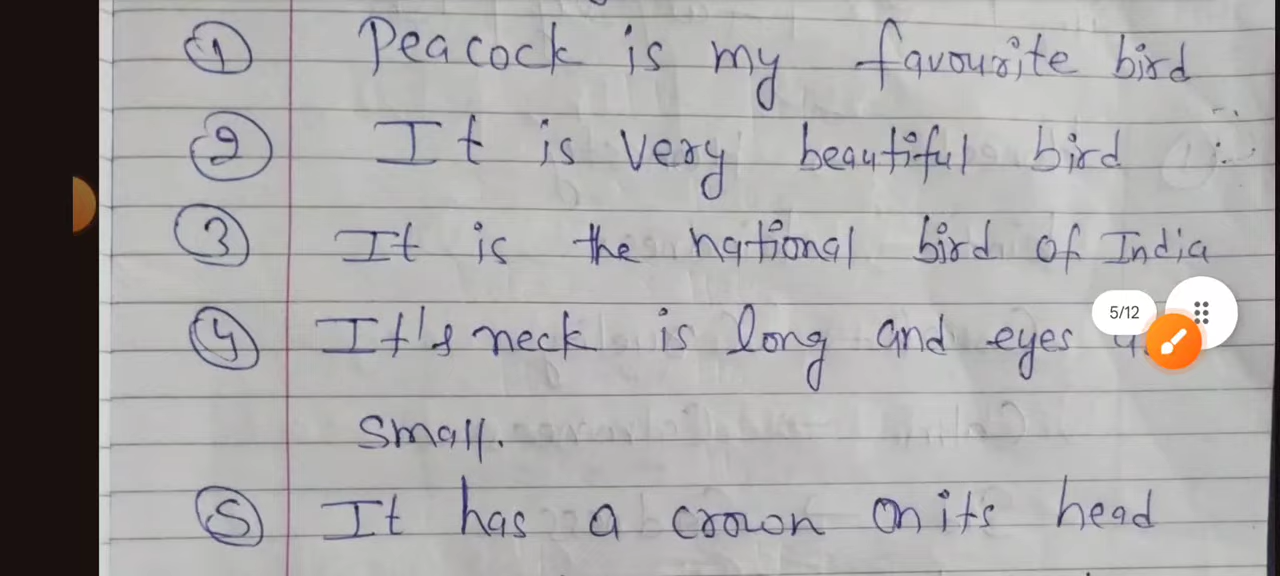 1 Peacock is my favourite bird
2 It is very beautiful bird
3 It is the national bird of India
4 It's neck is long and eyes
small.
5 It has a crown on its head
5/12